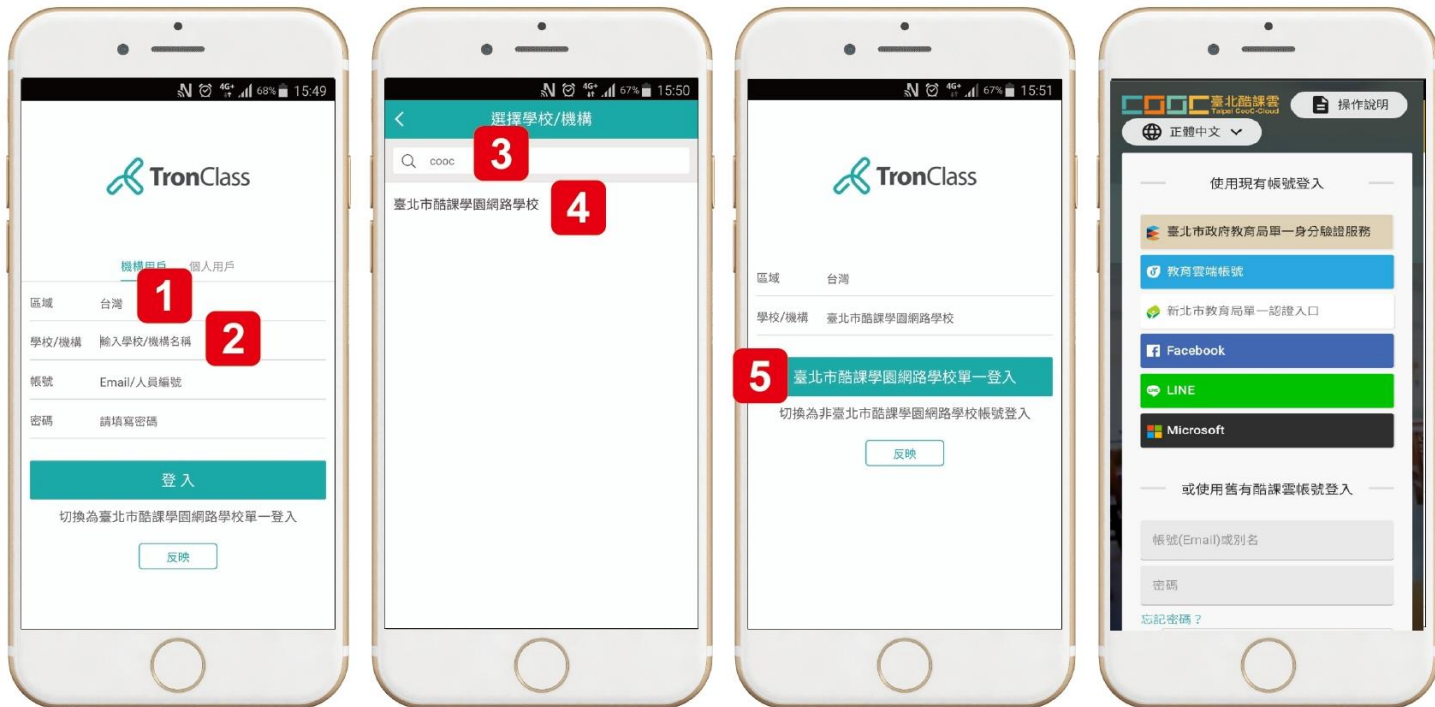 4G+ 68% 15:49
TronClass
機構用戶 個人用戶
區域 台灣
1
學校/機構 輸入學校/機構名稱
2
帳號 Email/人員編號
密碼 請填寫密碼
登入
切換為臺北市酷課學園網路學校單一登入
反映
4G+ 67% 15:50
選擇學校/機構
cooc
3
臺北市酷課學園網路學校
4
4G+ 67% 15:51
TronClass
區域 台灣
學校/機構 臺北市酷課學園網路學校
5
臺北市酷課學園網路學校單一登入
切換為非臺北市酷課學園網路學校帳號登入
反映
COOC 臺北酷課雲
Taipei CooC-Cloud
操作說明
正體中文
使用現有帳號登入
臺北市政府教育局單一身分驗證服務
教育雲端帳號
新北市教育局單一認證入口
Facebook
LINE
Microsoft
或使用舊有酷課雲帳號登入
帳號(Email)或別名
密碼
忘記密碼？